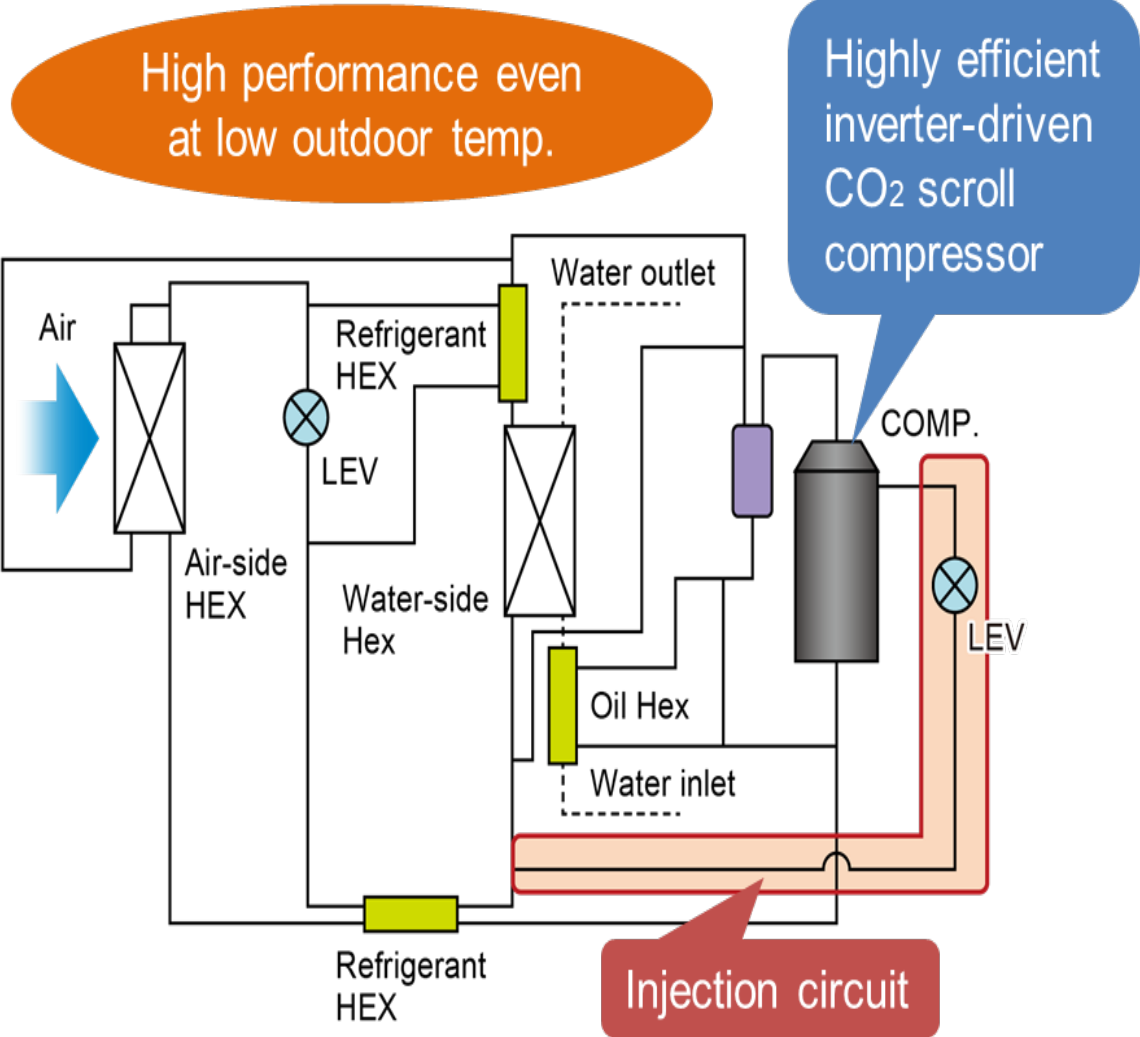 High performance even
at low outdoor temp.
Highly efficient
inverter-driven
CO₂ scroll
compressor
Water outlet
Air
Refrigerant
HEX
COMP.
LEV
Air-side
HEX
Water-side
Hex
LEV
Oil Hex
Water inlet
Refrigerant
HEX
Injection circuit